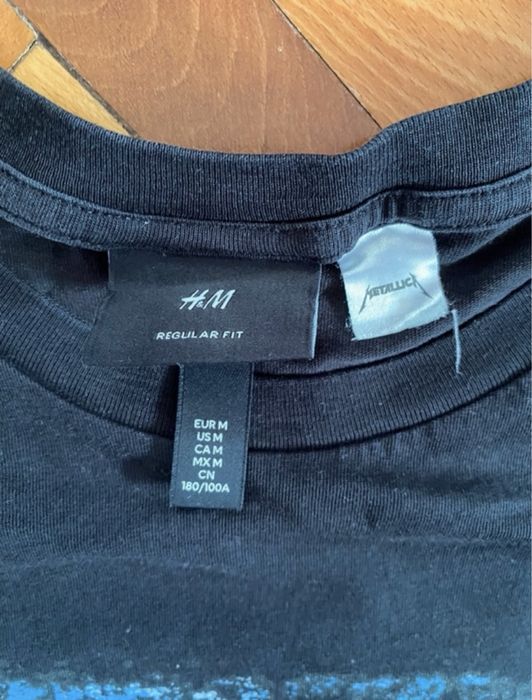 H&M
REGULAR FIT
METALLICA
EUR M
US M
CA M
MX M
CN
180/100A